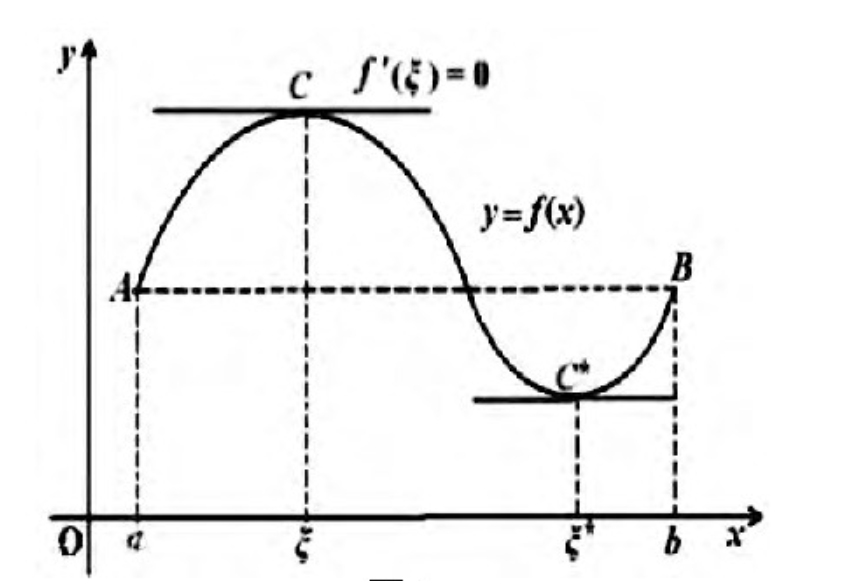 y
C f'(ξ)=0
y=f(x)
A B
C*
O a ξ ξ* b x